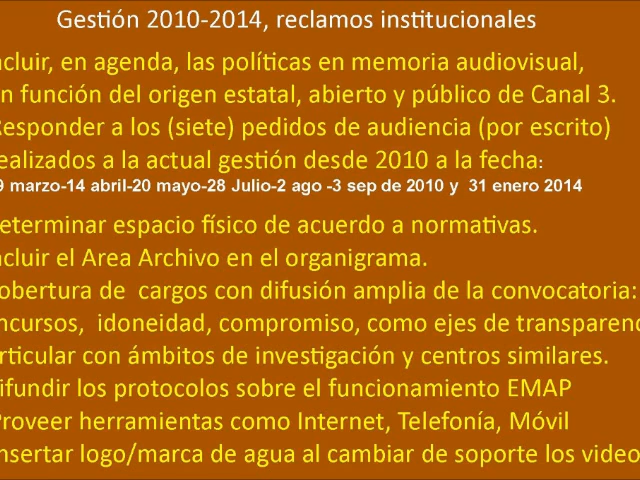 Gestión 2010-2014, reclamos institucionales
ncluir, en agenda, las políticas en memoria audiovisual,
n función del origen estatal, abierto y público de Canal 3.
Responder a los (siete) pedidos de audiencia (por escrito)
ealizados a la actual gestión desde 2010 a la fecha:
9 marzo-14 abril-20 mayo-28 Julio-2 ago -3 sep de 2010 y 31 enero 2014
eterminar espacio físico de acuerdo a normativas.
ncluir el Area Archivo en el organigrama.
obertura de cargos con difusión amplia de la convocatoria:
ncursos, idoneidad, compromiso, como ejes de transparenc
rticular con ámbitos de investigación y centros similares.
ifundir los protocolos sobre el funcionamiento EMAP
Proveer herramientas como Internet, Telefonía, Móvil
nsertar logo/marca de agua al cambiar de soporte los video